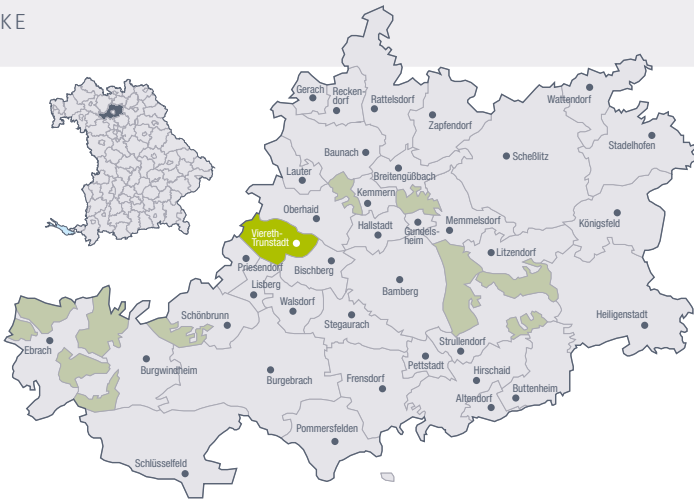 KE
Gerach
Recken-
dorf
Rattelsdorf
Zapfendorf
Wattendorf
Stadelhofen
Scheßlitz
Baunach
Breitengüßbach
Lauter
Kemmern
Oberhaid
Hallstadt
Gundels-
heim
Memmelsdorf
Königsfeld
Viereth-
Trunstadt
Litzendorf
Priesendorf
Bischberg
Lisberg
Walsdorf
Bamberg
Schönbrunn
Stegaurach
Heiligenstadt
Ebrach
Strullendorf
Burgwindheim
Pettstadt
Burgebrach
Frensdorf
Hirschaid
Altendorf
Buttenheim
Pommersfelden
Schlüsselfeld